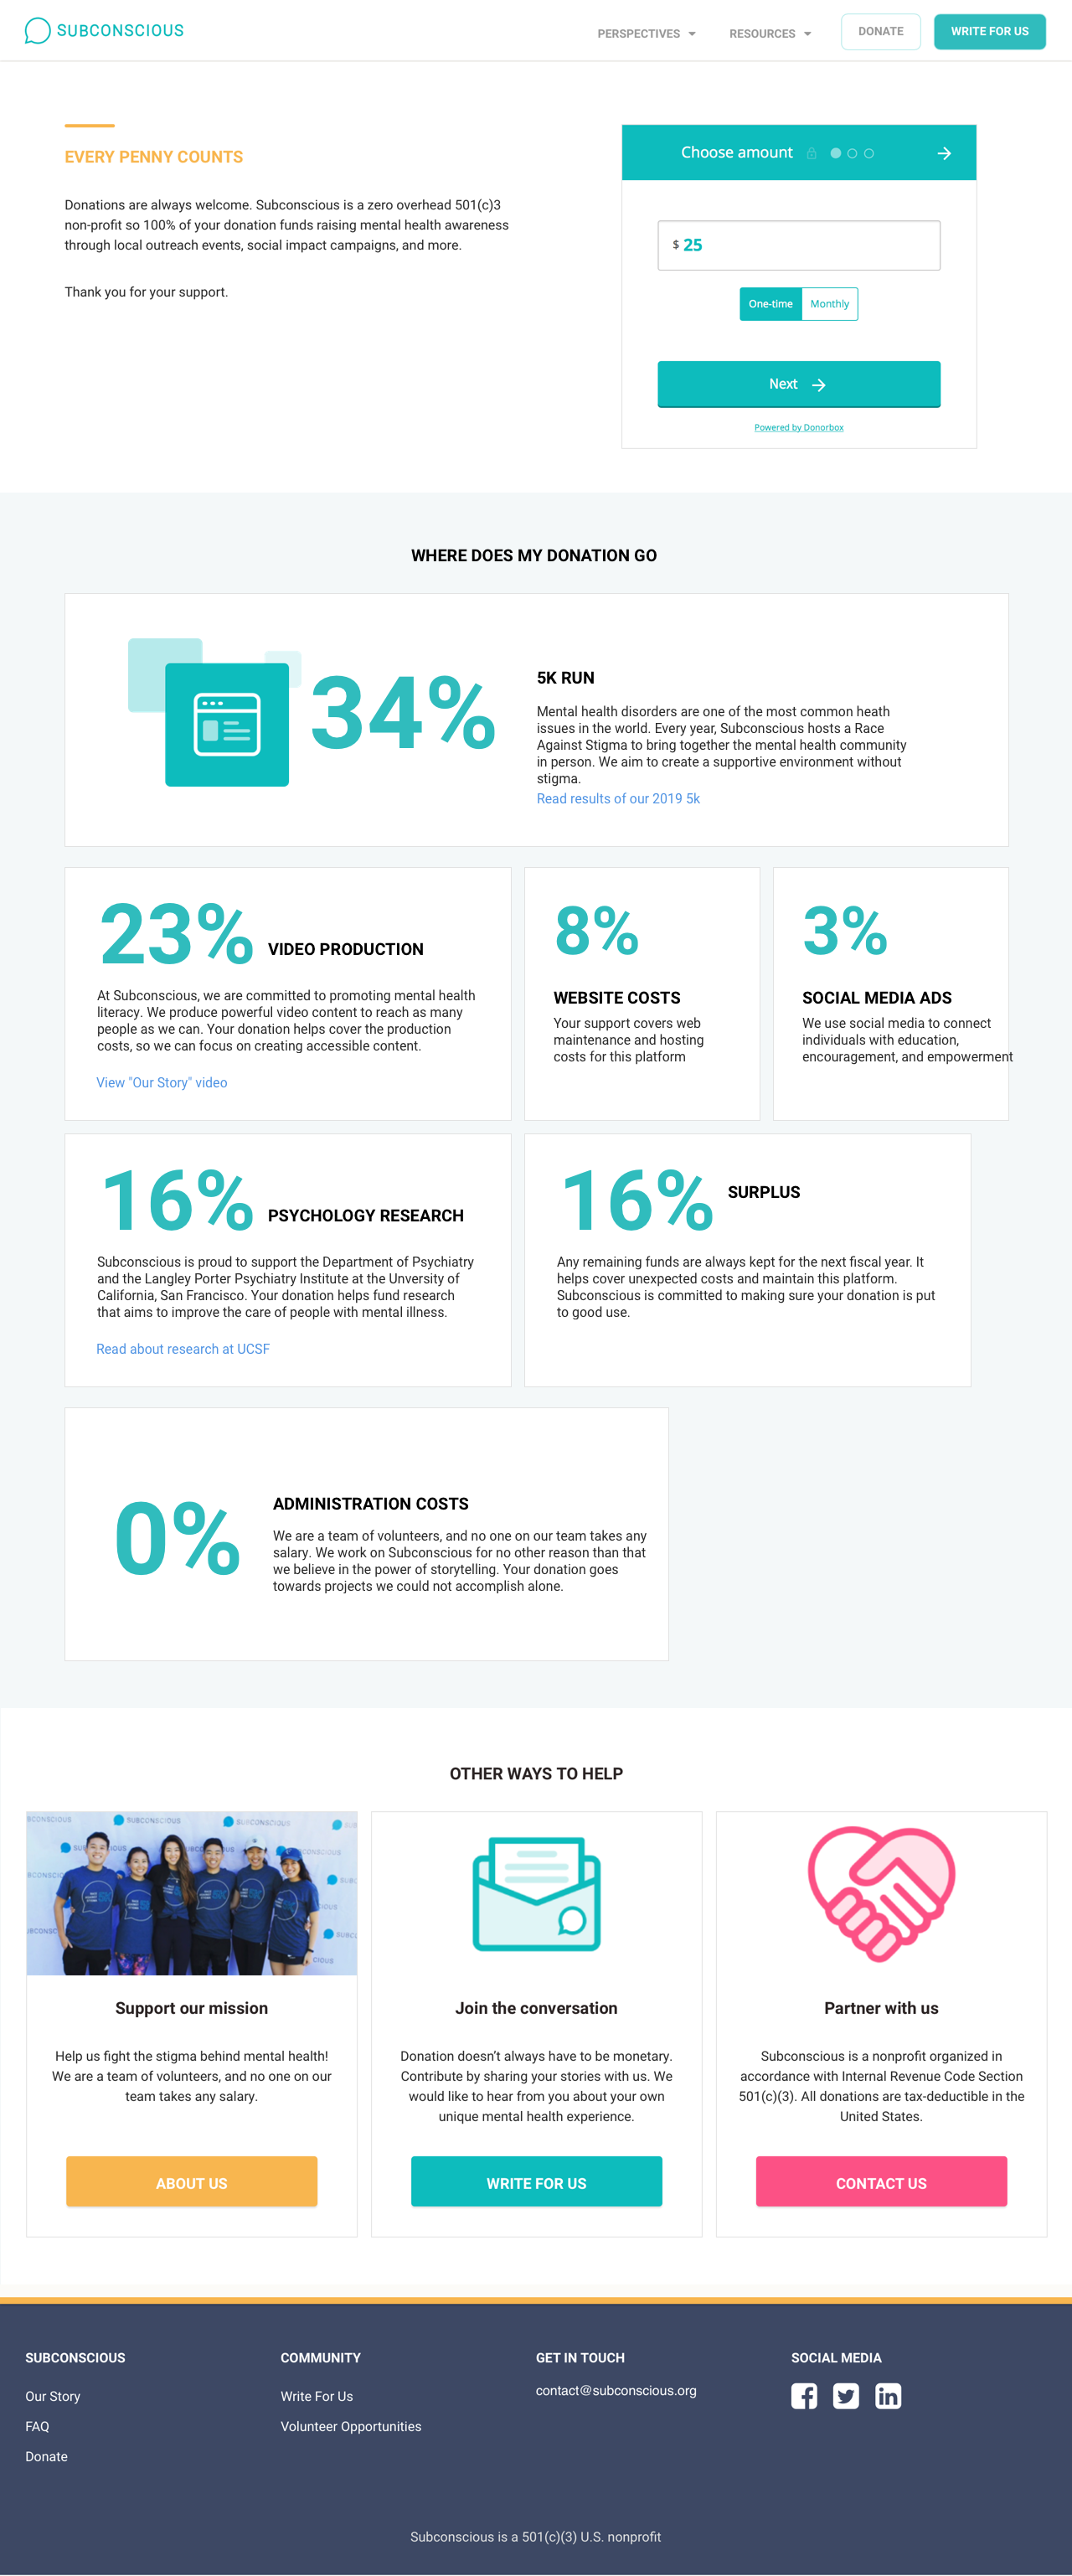 SUBCONSCIOUS
PERSPECTIVES
RESOURCES
DONATE
WRITE FOR US
EVERY PENNY COUNTS
Donations are always welcome. Subconscious is a zero overhead 501(c)3
non-profit so 100% of your donation funds raising mental health awareness
through local outreach events, social impact campaigns, and more.
Thank you for your support.
Choose amount
$ 25
One-time
Monthly
Next
Powered by Donorbox
WHERE DOES MY DONATION GO
34%
5K RUN
Mental health disorders are one of the most common heath
issues in the world. Every year, Subconscious hosts a Race
Against Stigma to bring together the mental health community
in person. We aim to create a supportive environment without
stigma.
Read results of our 2019 5k
23%
VIDEO PRODUCTION
At Subconscious, we are committed to promoting mental health
literacy. We produce powerful video content to reach as many
people as we can. Your donation helps cover the production
costs, so we can focus on creating accessible content.
View "Our Story" video
8%
WEBSITE COSTS
Your support covers web
maintenance and hosting
costs for this platform
3%
SOCIAL MEDIA ADS
We use social media to connect
individuals with education,
encouragement, and empowerment
16%
PSYCHOLOGY RESEARCH
Subconscious is proud to support the Department of Psychiatry
and the Langley Porter Psychiatry Institute at the Unversity of
California, San Francisco. Your donation helps fund research
that aims to improve the care of people with mental illness.
Read about research at UCSF
16%
SURPLUS
Any remaining funds are always kept for the next fiscal year. It
helps cover unexpected costs and maintain this platform.
Subconscious is committed to making sure your donation is put
to good use.
0%
ADMINISTRATION COSTS
We are a team of volunteers, and no one on our team takes any
salary. We work on Subconscious for no other reason than that
we believe in the power of storytelling. Your donation goes
towards projects we could not accomplish alone.
OTHER WAYS TO HELP
SUBCONSCIOUS
SUBCONSCIOUS
Support our mission
Help us fight the stigma behind mental health!
We are a team of volunteers, and no one on our
team takes any salary.
ABOUT US
Join the conversation
Donation doesn't always have to be monetary.
Contribute by sharing your stories with us. We
would like to hear from you about your own
unique mental health experience.
WRITE FOR US
Partner with us
Subconscious is a nonprofit organized in
accordance with Internal Revenue Code Section
501(c)(3). All donations are tax-deductible in the
United States.
CONTACT US
SUBCONSCIOUS
Our Story
FAQ
Donate
COMMUNITY
Write For Us
Volunteer Opportunities
GET IN TOUCH
contact@subconscious.org
SOCIAL MEDIA
Subconscious is a 501(c)(3) U.S. nonprofit